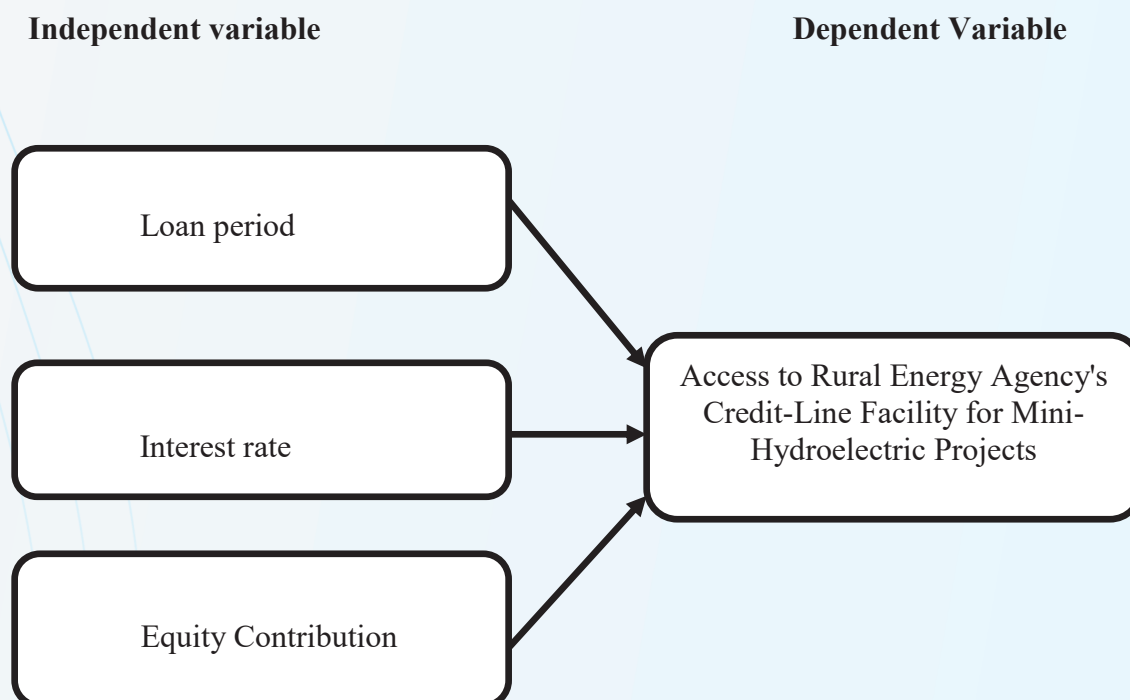 Independent variable
Dependent Variable
Loan period
Interest rate
Equity Contribution
Access to Rural Energy Agency's
Credit-Line Facility for Mini-
Hydroelectric Projects